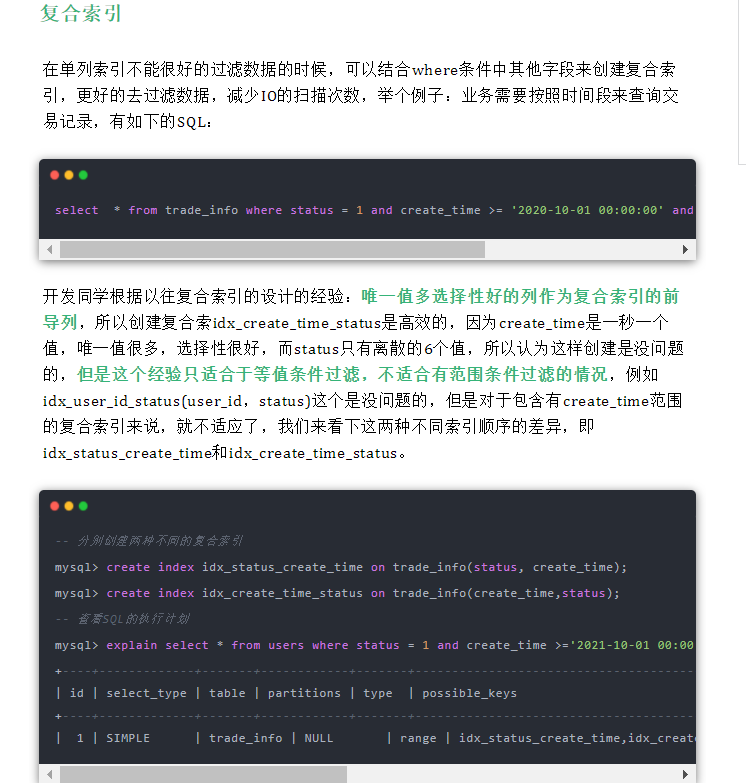 复合索引
在单列索引不能很好的过滤数据的时候，可以结合where条件中其他字段来创建复合索
引，更好的去过滤数据，减少IO的扫描次数，举个例子：业务需要按照时间段来查询交
易记录，有如下的SQL：
select  * from trade_info where status = 1 and create_time >= '2020-10-01 00:00:00' and
开发同学根据以往复合索引的设计的经验：唯一值多选择性好的列作为复合索引的前
导列，所以创建复合索idx_create_time_status是高效的，因为create_time是一秒一个
值，唯一值很多，选择性很好，而status只有离散的6个值，所以认为这样创建是没问题
的，但是这个经验只适合于等值条件过滤，不适合有范围条件过滤的情况，例如
idx_user_id_status(user_id，status)这个是没问题的，但是对于包含有create_time范围
的复合索引来说，就不适应了，我们来看下这两种不同索引顺序的差异，即
idx_status_create_time和idx_create_time_status。
-- 分别创建两种不同的复合索引
mysql> create index idx_status_create_time on trade_info(status, create_time);
mysql> create index idx_create_time_status on trade_info(create_time,status);
-- 查看SQL的执行计划
mysql> explain select * from users where status = 1 and create_time >='2021-10-01 00:00
| id | select_type | table | partitions | type  | possible_keys
|  1 | SIMPLE      | trade_info | NULL       | range | idx_status_create_time,idx_creat